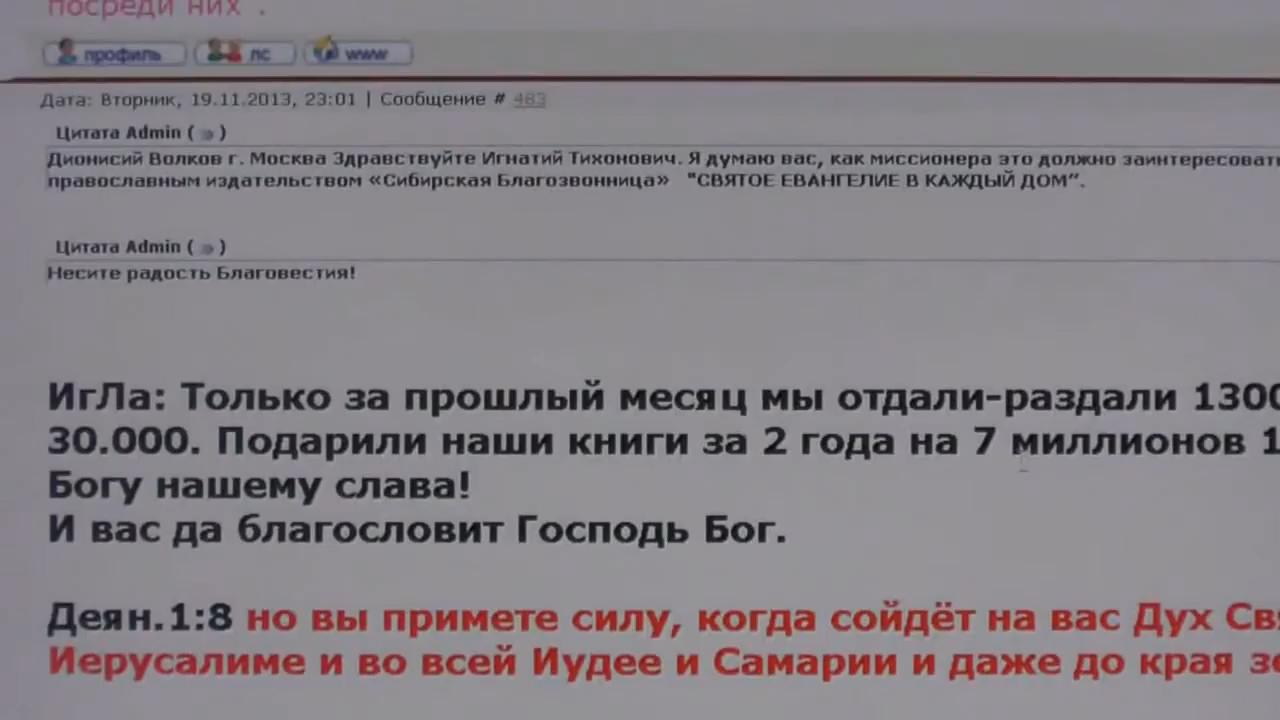 посреди них .
профиль лс www
Дата: Вторник, 19.11.2013, 23:01 | Сообщение # 483
Цитата Admin ( )
Дионисий Волков г. Москва Здравствуйте Игнатий Тихонович. Я думаю вас, как миссионера это должно заинтересоват
православным издательством «Сибирская Благозвонница» "СВЯТОЕ ЕВАНГЕЛИЕ В КАЖДЫЙ ДОМ”.
Цитата Admin ( )
Несите радость Благовестия!
ИгЛа: Только за прошлый месяц мы отдали-раздали 1300
30.000. Подарили наши книги за 2 года на 7 миллионов 1
Богу нашему слава!
И вас да благословит Господь Бог.
Деян.1:8 но вы примете силу, когда сойдёт на вас Дух Св
Иерусалиме и во всей Иудее и Самарии и даже до края з